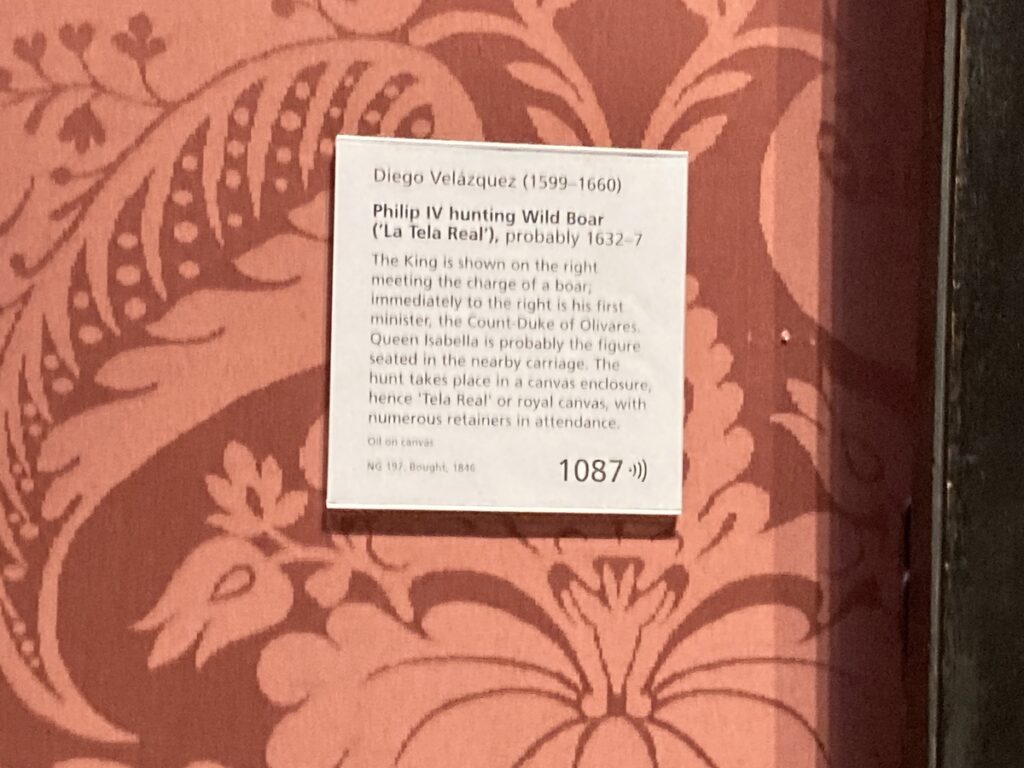 Diego Velázquez (1599–1660)
Philip IV hunting Wild Boar
('La Tela Real'), probably 1632–7
The King is shown on the right
meeting the charge of a boar;
immediately to the right is his first
minister, the Count-Duke of Olivares.
Queen Isabella is probably the figure
seated in the nearby carriage. The
hunt takes place in a canvas enclosure,
hence 'Tela Real' or royal canvas, with
numerous retainers in attendance.
Oil on canvas
NG 197. Bought, 1846
1087